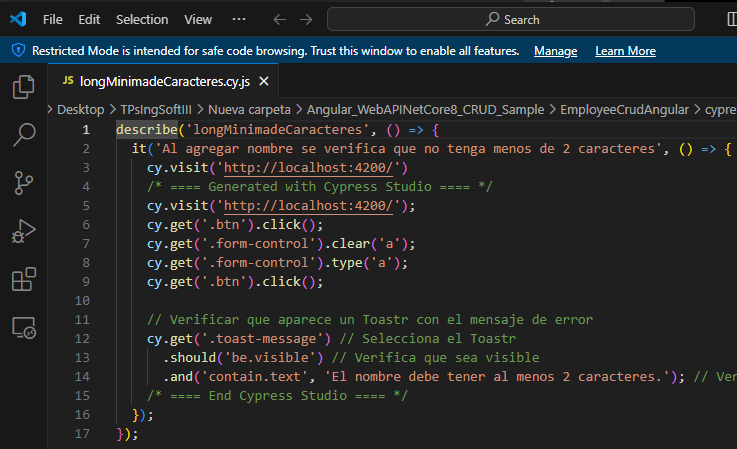 File Edit Selection View ... Search
Restricted Mode is intended for safe code browsing. Trust this window to enable all features. Manage Learn More
JS longMinimadeCaracteres.cy.js ×
> Desktop > TPsIngSoftIII > Nueva carpeta > Angular_WebAPINetCore8_CRUD_Sample > EmployeeCrudAngular > cypre
1 describe('longMinimadeCaracteres', () => {
2 it('Al agregar nombre se verifica que no tenga menos de 2 caracteres', () => {
3 cy.visit('http://localhost:4200/')
4 /* ==== Generated with Cypress Studio ==== */
5 cy.visit('http://localhost:4200/');
6 cy.get('.btn').click();
7 cy.get('.form-control').clear('a');
8 cy.get('.form-control').type('a');
9 cy.get('.btn').click();
10
11 // Verificar que aparece un Toastr con el mensaje de error
12 cy.get('.toast-message') // Selecciona el Toastr
13 .should('be.visible') // Verifica que sea visible
14 .and('contain.text', 'El nombre debe tener al menos 2 caracteres.'); // Ver
15 /* ==== End Cypress Studio ==== */
16 });
17 });